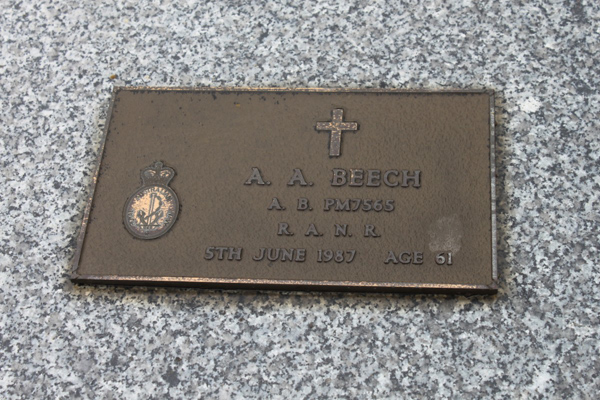 A. A. BEECH
A. B. PM7565
R. A. N. R.
5TH JUNE 1987 AGE 61